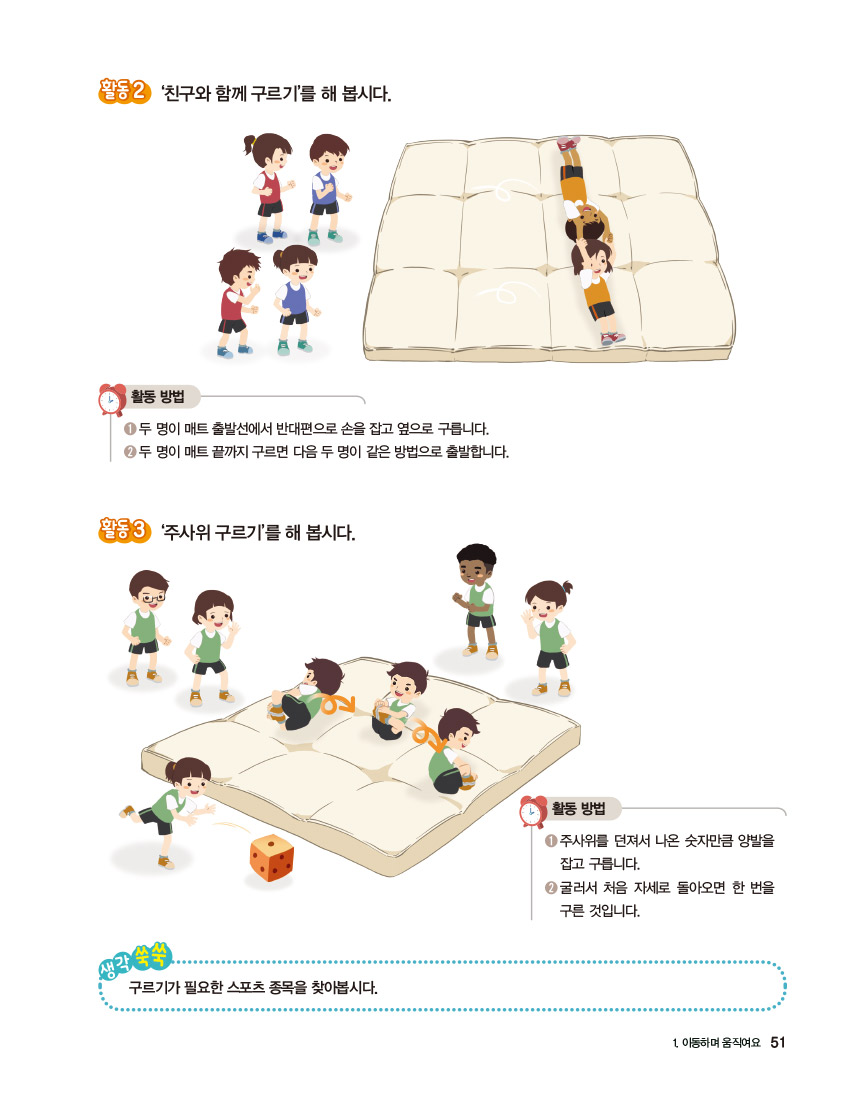 활동 2 ‘친구와 함께 구르기’를 해 봅시다.
활동 방법
❶ 두 명이 매트 출발선에서 반대편으로 손을 잡고 옆으로 구릅니다.
❷ 두 명이 매트 끝까지 구르면 다음 두 명이 같은 방법으로 출발합니다.
활동 3 ‘주사위 구르기’를 해 봅시다.
활동 방법
❶ 주사위를 던져서 나온 숫자만큼 양발을
잡고 구릅니다.
❷ 굴러서 처음 자세로 돌아오면 한 번을
구른 것입니다.
생각 쑥쑥
구르기가 필요한 스포츠 종목을 찾아봅시다.
1. 이동하며 움직여요 51